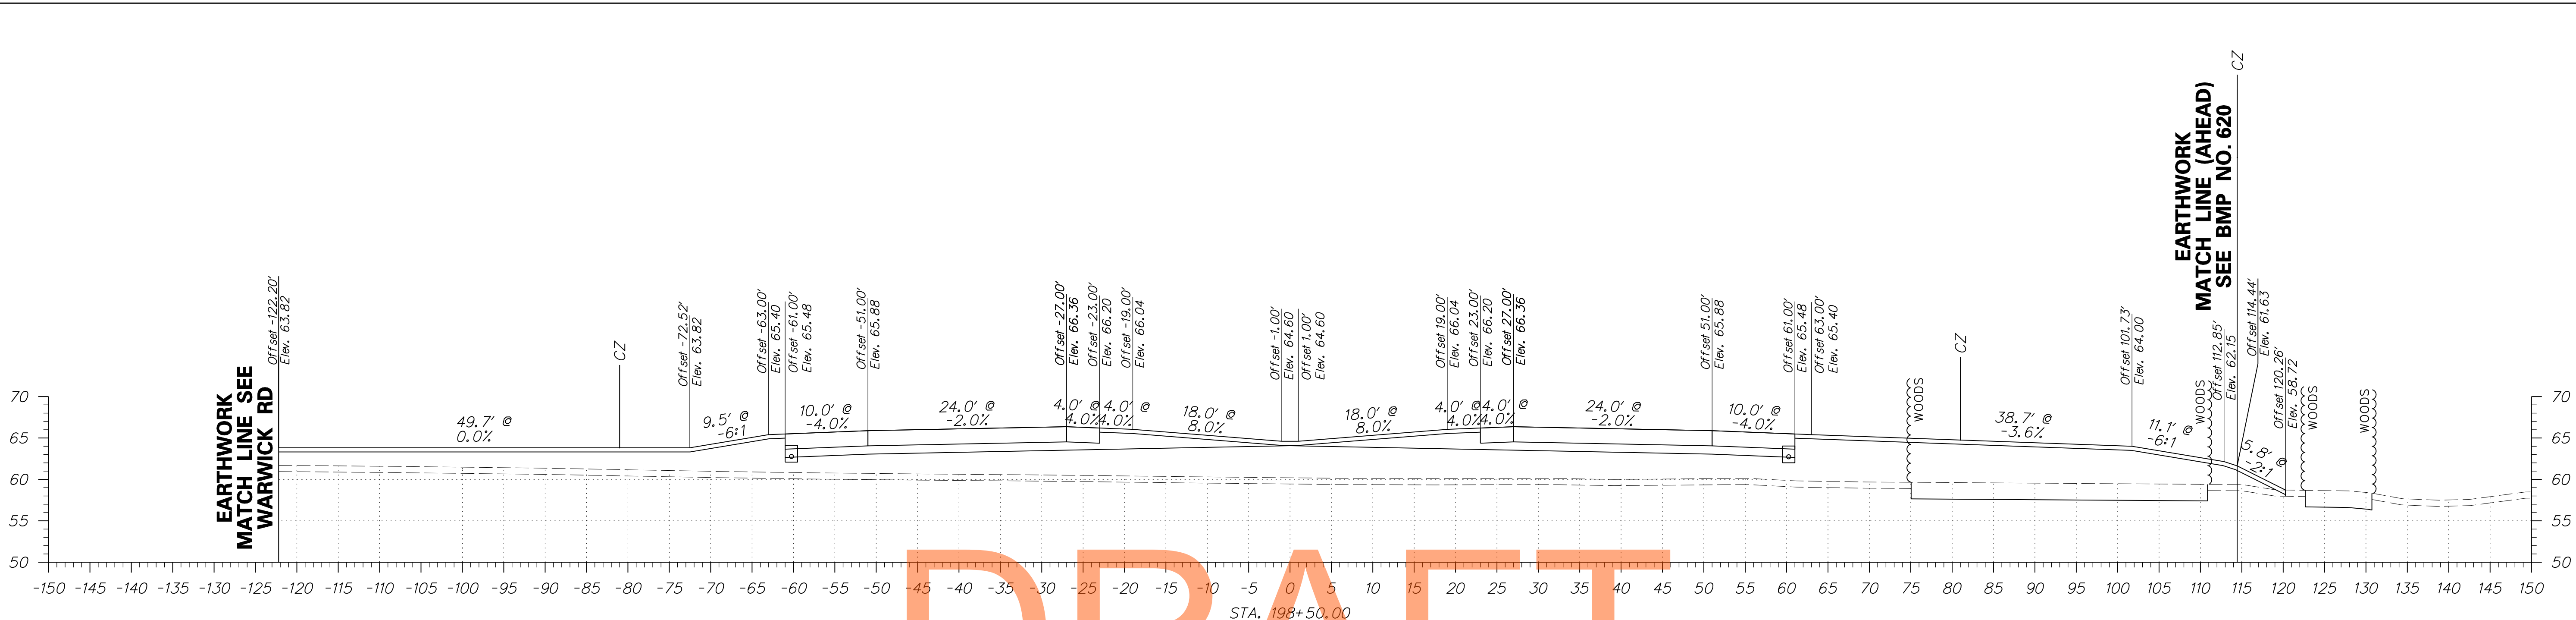 CZ
EARTHWORK
MATCH LINE (AHEAD)
SEE BMP NO. 620
Offset -122.20'
Elev. 63.82
CZ
Offset -72.52'
Elev. 63.82
Offset -63.00'
Elev. 65.40
Offset -61.00'
Elev. 65.48
Offset -51.00'
Elev. 65.88
Offset -27.00'
Elev. 66.36
Offset -23.00'
Elev. 66.20
Offset -19.00'
Elev. 66.04
Offset -1.00'
Elev. 64.60
Offset 1.00'
Elev. 64.60
Offset 19.00'
Elev. 66.04
Offset 23.00'
Elev. 66.20
Offset 27.00'
Elev. 66.36
Offset 51.00'
Elev. 65.88
Offset 61.00'
Elev. 65.48
Offset 63.00'
Elev. 65.40
CZ
Offset 101.73'
Elev. 64.00
Offset 112.85'
Elev. 62.15
Offset 114.44'
Elev. 61.63
Offset 120.26'
Elev. 58.72
EARTHWORK
MATCH LINE SEE
WARWICK RD
49.7' @
0.0%
9.5' @
-6:1
10.0' @
-4.0%
24.0' @
-2.0%
4.0' @
4.0%
4.0' @
4.0%
18.0' @
8.0%
18.0' @
8.0%
4.0' @
4.0%
4.0' @
4.0%
24.0' @
-2.0%
10.0' @
-4.0%
WOODS
38.7' @
-3.6%
11.1' @
-6:1
WOODS
5.8' @
-2:1
WOODS
WOODS
70
65
60
55
50
70
65
60
55
50
-150 -145 -140 -135 -130 -125 -120 -115 -110 -105 -100 -95 -90 -85 -80 -75 -70 -65 -60 -55 -50 -45 -40 -35 -30 -25 -20 -15 -10 -5 0 5 10 15 20 25 30 35 40 45 50 55 60 65 70 75 80 85 90 95 100 105 110 115 120 125 130 135 140 145 150
STA. 198+50.00
DRAFT